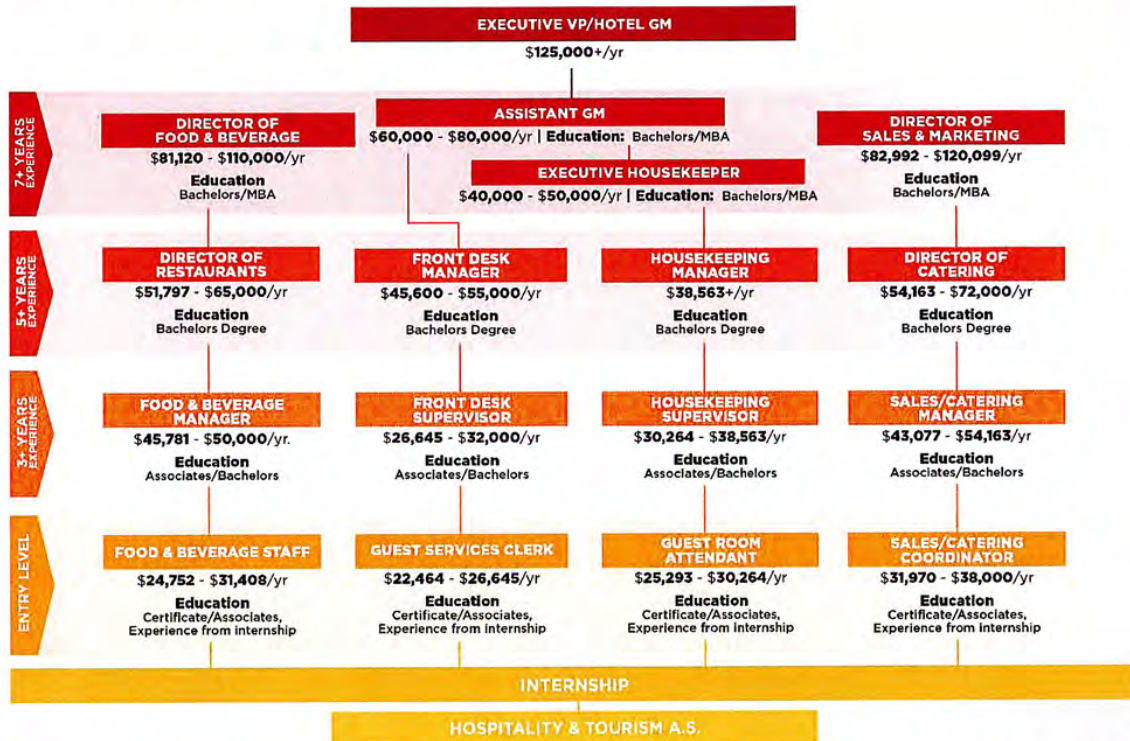 EXECUTIVE VP/HOTEL GM
$125,000+/yr
7+ YEARS
EXPERIENCE
DIRECTOR OF
FOOD & BEVERAGE
$81,120 - $110,000/yr
Education
Bachelors/MBA
ASSISTANT GM
$60,000 - $80,000/yr | Education: Bachelors/MBA
EXECUTIVE HOUSEKEEPER
$40,000 - $50,000/yr | Education: Bachelors/MBA
DIRECTOR OF
SALES & MARKETING
$82,992 - $120,099/yr
Education
Bachelors/MBA
5+ YEARS
EXPERIENCE
DIRECTOR OF
RESTAURANTS
$51,797 - $65,000/yr
Education
Bachelors Degree
FRONT DESK
MANAGER
$45,600 - $55,000/yr
Education
Bachelors Degree
HOUSEKEEPING
MANAGER
$38,563+/yr
Education
Bachelors Degree
DIRECTOR OF
CATERING
$54,163 - $72,000/yr
Education
Bachelors Degree
3+ YEARS
EXPERIENCE
FOOD & BEVERAGE
MANAGER
$45,781 - $50,000/yr.
Education
Associates/Bachelors
FRONT DESK
SUPERVISOR
$26,645 - $32,000/yr
Education
Associates/Bachelors
HOUSEKEEPING
SUPERVISOR
$30,264 - $38,563/yr
Education
Associates/Bachelors
SALES/CATERING
MANAGER
$43,077 - $54,163/yr
Education
Associates/Bachelors
ENTRY LEVEL
FOOD & BEVERAGE STAFF
$24,752 - $31,408/yr
Education
Certificate/Associates,
Experience from internship
GUEST SERVICES CLERK
$22,464 - $26,645/yr
Education
Certificate/Associates,
Experience from internship
GUEST ROOM
ATTENDANT
$25,293 - $30,264/yr
Education
Certificate/Associates,
Experience from internship
SALES/CATERING
COORDINATOR
$31,970 - $38,000/yr
Education
Certificate/Associates,
Experience from internship
INTERNSHIP
HOSPITALITY & TOURISM A.S.